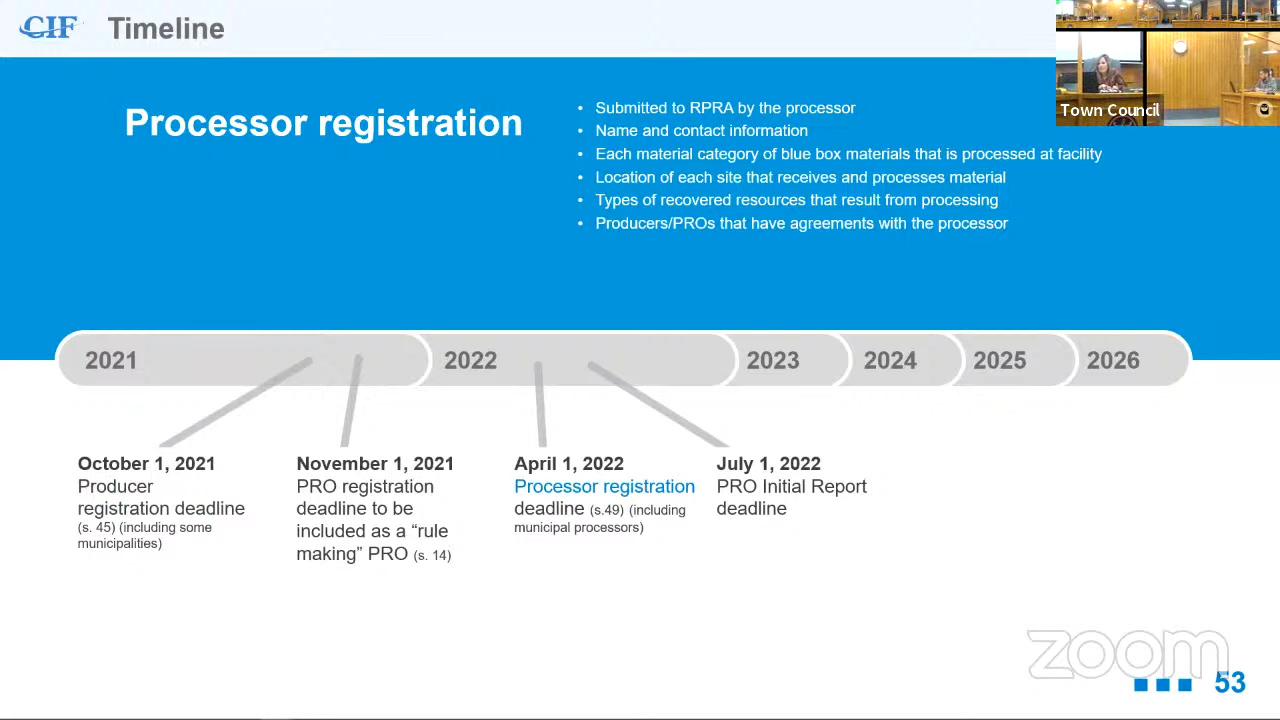 CIF
Timeline
Town Council
Processor registration
• Submitted to RPRA by the processor
• Name and contact information
• Each material category of blue box materials that is processed at facility
• Location of each site that receives and processes material
• Types of recovered resources that result from processing
• Producers/PROs that have agreements with the processor
2021
2022
2023
2024
2025
2026
October 1, 2021
Producer
registration deadline
(s. 45) (including some
municipalities)
November 1, 2021
PRO registration
deadline to be
included as a “rule
making” PRO (s. 14)
April 1, 2022
Processor registration
deadline (s.49) (including
municipal processors)
July 1, 2022
PRO Initial Report
deadline
zoom
53